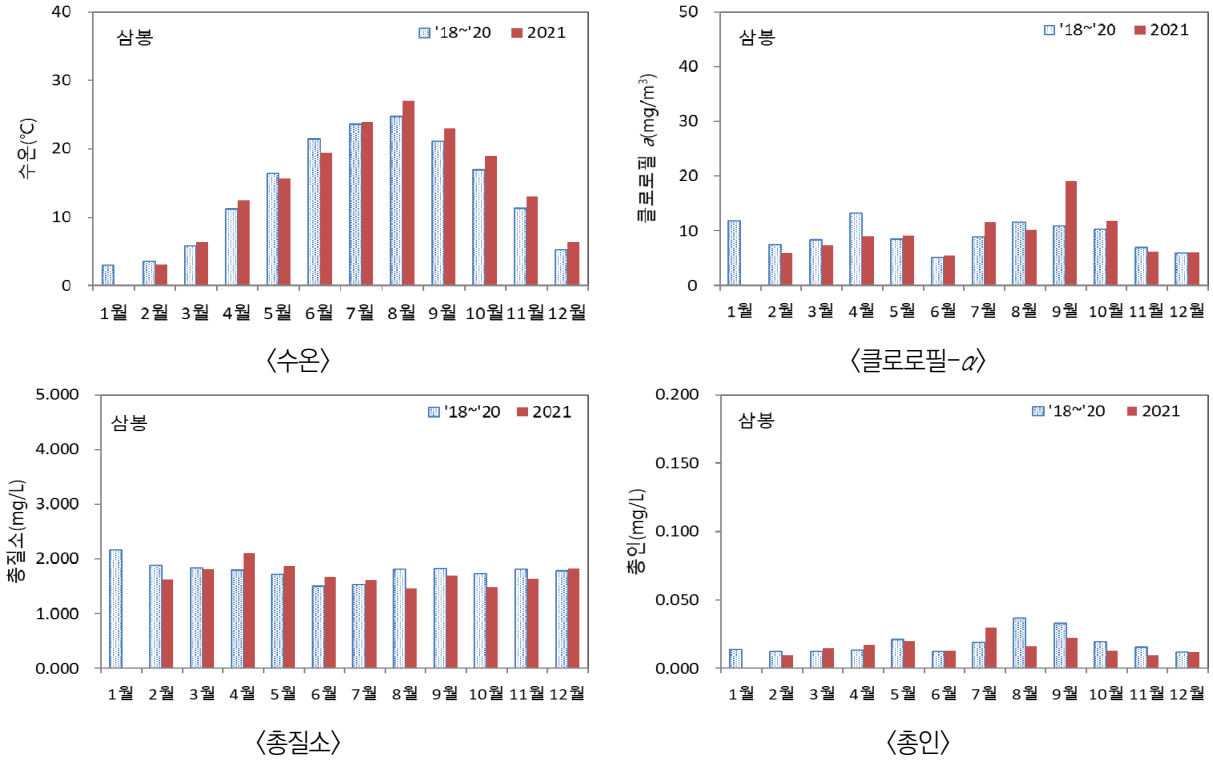 수온(℃)
40
30
20
10
0
삼봉
'18~'20 2021
1월 2월 3월 4월 5월 6월 7월 8월 9월 10월 11월 12월
〈수온〉
클로로필 a(mg/m³)
50
40
30
20
10
0
삼봉
'18~'20 2021
1월 2월 3월 4월 5월 6월 7월 8월 9월 10월 11월 12월
〈클로로필-α〉
총질소(mg/L)
5.000
4.000
3.000
2.000
1.000
0.000
삼봉
'18~'20 2021
1월 2월 3월 4월 5월 6월 7월 8월 9월 10월 11월 12월
〈총질소〉
총인(mg/L)
0.200
0.150
0.100
0.050
0.000
삼봉
'18~'20 2021
1월 2월 3월 4월 5월 6월 7월 8월 9월 10월 11월 12월
〈총인〉